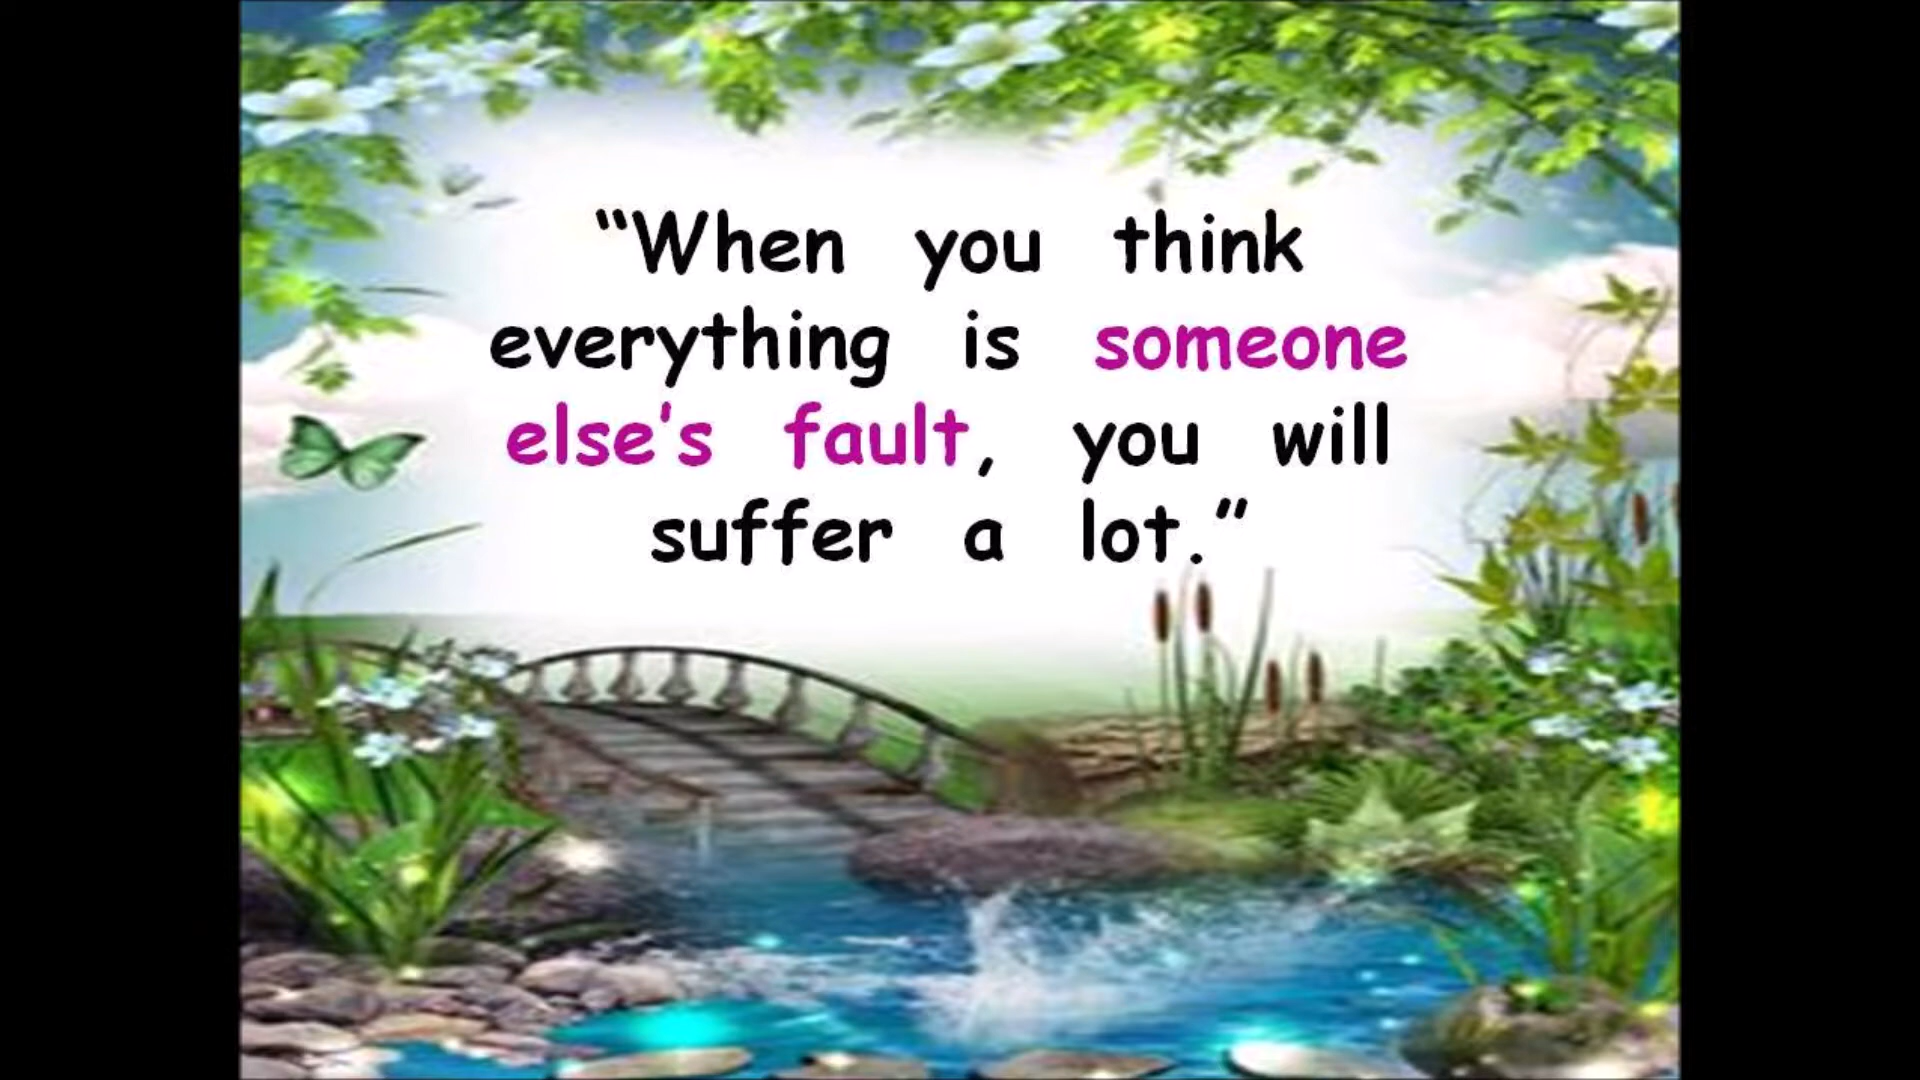 “When you think
everything is someone
else’s fault, you will
suffer a lot.”